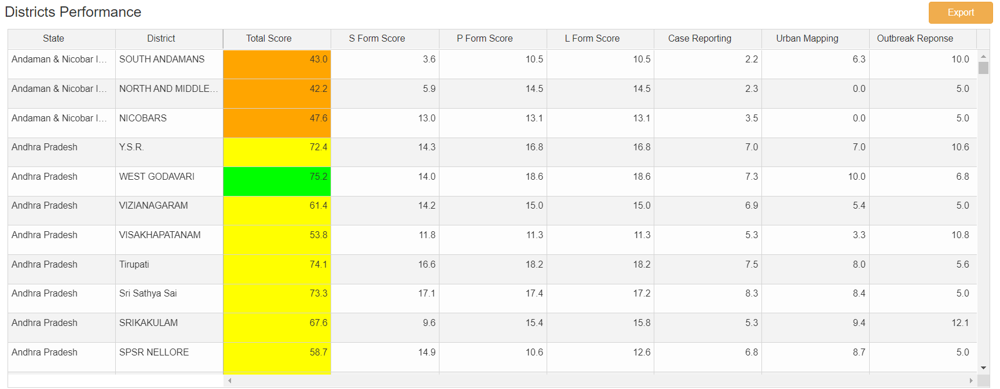 Districts Performance
Export
State District Total Score S Form Score P Form Score L Form Score Case Reporting Urban Mapping Outbreak Reponse
Andaman & Nicobar I... SOUTH ANDAMANS 43.0 3.6 10.5 10.5 2.2 6.3 10.0
Andaman & Nicobar I... NORTH AND MIDDLE... 42.2 5.9 14.5 14.5 2.3 0.0 5.0
Andaman & Nicobar I... NICOBARS 47.6 13.0 13.1 13.1 3.5 0.0 5.0
Andhra Pradesh Y.S.R. 72.4 14.3 16.8 16.8 7.0 7.0 10.6
Andhra Pradesh WEST GODAVARI 75.2 14.0 18.6 18.6 7.3 10.0 6.8
Andhra Pradesh VIZIANAGARAM 61.4 14.2 15.0 15.0 6.9 5.4 5.0
Andhra Pradesh VISAKHAPATANAM 53.8 11.8 11.3 11.3 5.3 3.3 10.8
Andhra Pradesh Tirupati 74.1 16.6 18.2 18.2 7.5 8.0 5.6
Andhra Pradesh Sri Sathya Sai 73.3 17.1 17.4 17.2 8.3 8.4 5.0
Andhra Pradesh SRIKAKULAM 67.6 9.6 15.4 15.8 5.3 9.4 12.1
Andhra Pradesh SPSR NELLORE 58.7 14.9 10.6 12.6 6.8 8.7 5.0